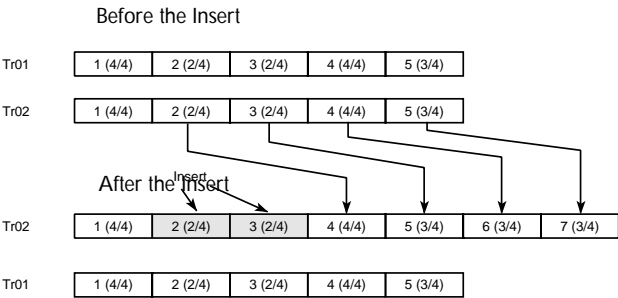 Before the Insert
Tr01 1 (4/4) 2 (2/4) 3 (2/4) 4 (4/4) 5 (3/4)
Tr02 1 (4/4) 2 (2/4) 3 (2/4) 4 (4/4) 5 (3/4)
Insert
After the Insert
Tr02 1 (4/4) 2 (2/4) 3 (2/4) 4 (4/4) 5 (3/4) 6 (3/4) 7 (3/4)
Tr01 1 (4/4) 2 (2/4) 3 (2/4) 4 (4/4) 5 (3/4)